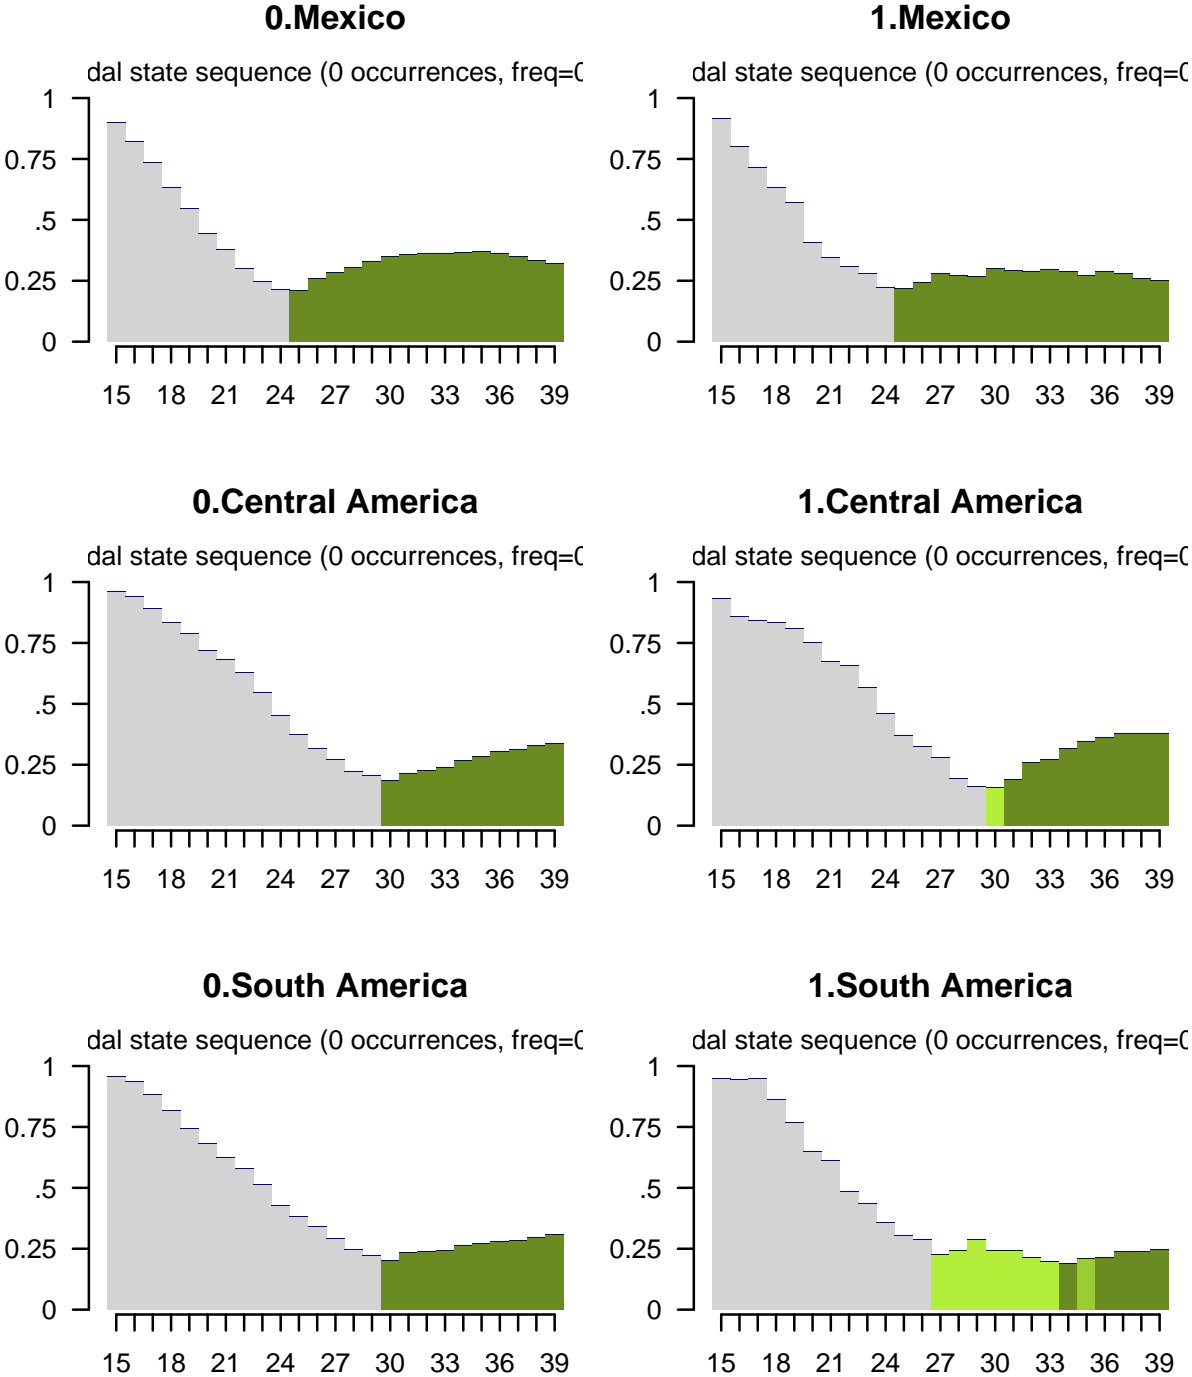 0.Mexico 1.Mexico
dal state sequence (0 occurrences, freq=0 dal state sequence (0 occurrences, freq=0
1 1
0.75 0.75
.5 .5
0.25 0.25
0 0
15 18 21 24 27 30 33 36 39 15 18 21 24 27 30 33 36 39
0.Central America 1.Central America
dal state sequence (0 occurrences, freq=0 dal state sequence (0 occurrences, freq=0
1 1
0.75 0.75
.5 .5
0.25 0.25
0 0
15 18 21 24 27 30 33 36 39 15 18 21 24 27 30 33 36 39
0.South America 1.South America
dal state sequence (0 occurrences, freq=0 dal state sequence (0 occurrences, freq=0
1 1
0.75 0.75
.5 .5
0.25 0.25
0 0
15 18 21 24 27 30 33 36 39 15 18 21 24 27 30 33 36 39